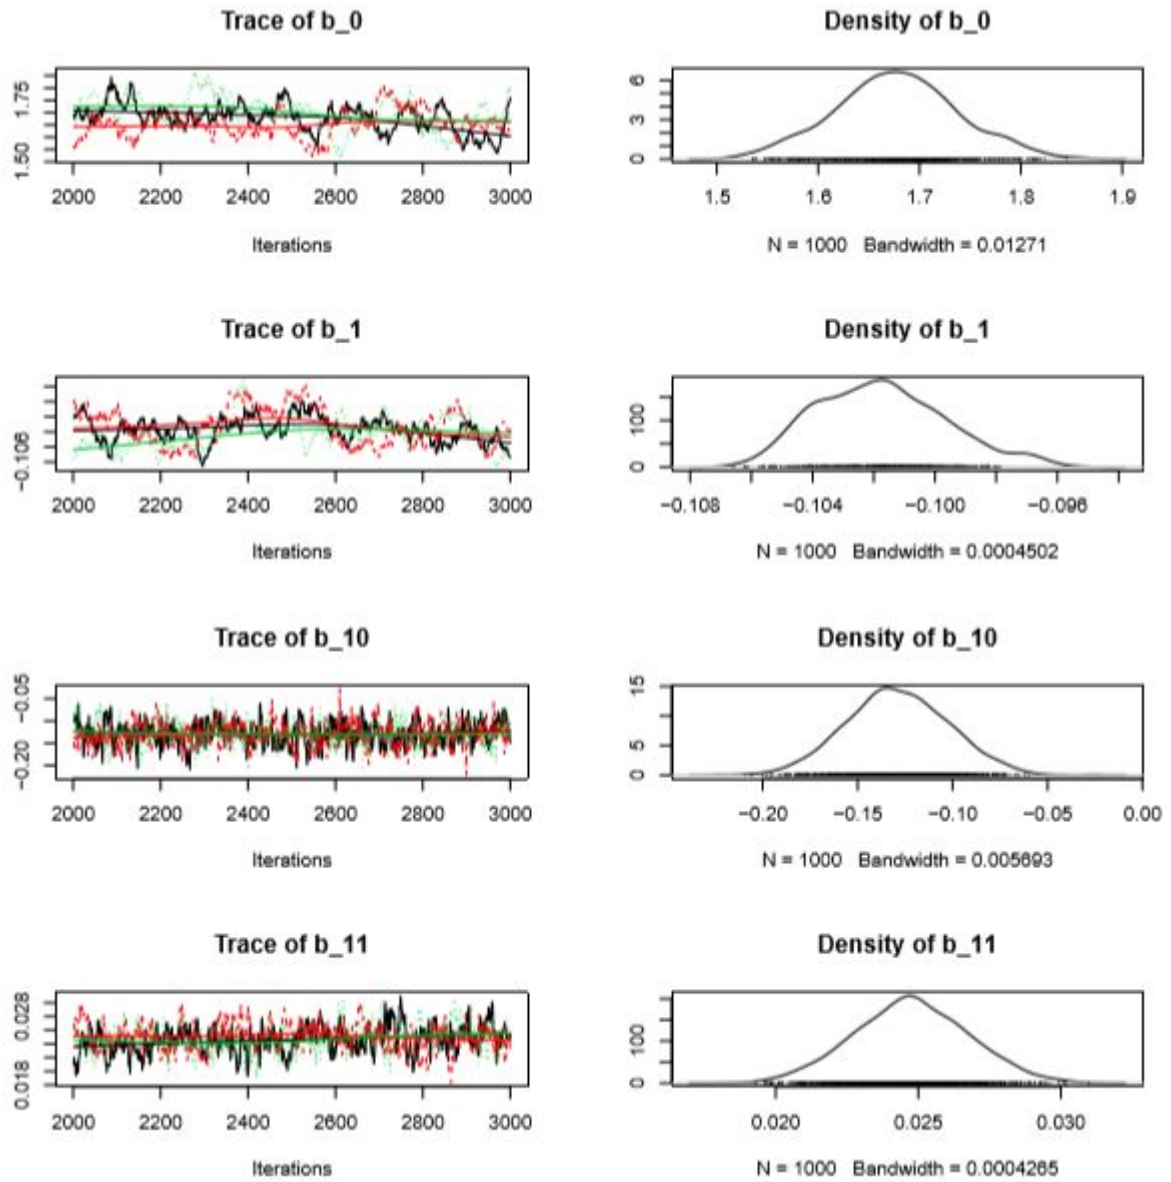 Trace of b_0
Density of b_0
1.50 1.75
0 3 6
2000 2200 2400 2600 2800 3000
1.5 1.6 1.7 1.8 1.9
Iterations
N = 1000 Bandwidth = 0.01271
Trace of b_1
Density of b_1
−0.106
0 100
2000 2200 2400 2600 2800 3000
−0.108 −0.104 −0.100 −0.096
Iterations
N = 1000 Bandwidth = 0.0004502
Trace of b_10
Density of b_10
−0.20 −0.05
0 5 15
2000 2200 2400 2600 2800 3000
−0.20 −0.15 −0.10 −0.05 0.00
Iterations
N = 1000 Bandwidth = 0.005693
Trace of b_11
Density of b_11
0.018 0.028
0 100
2000 2200 2400 2600 2800 3000
0.020 0.025 0.030
Iterations
N = 1000 Bandwidth = 0.0004265